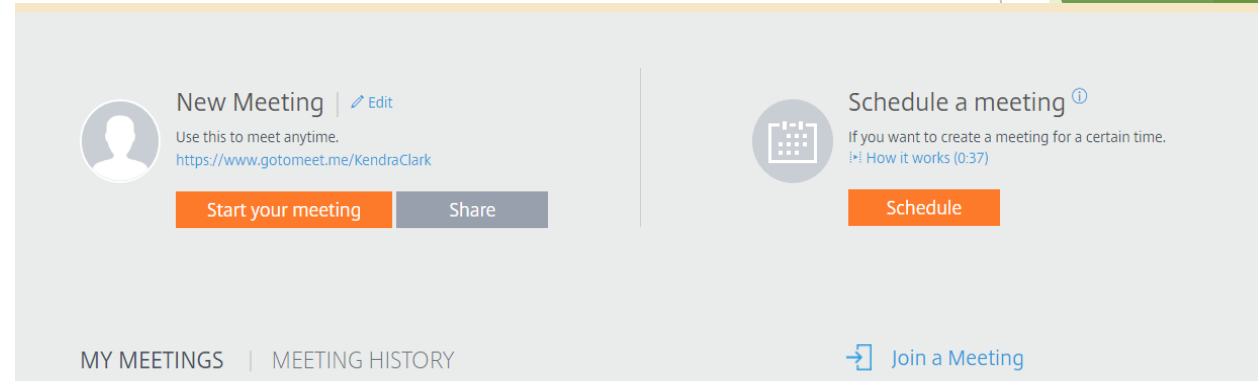 New Meeting | Edit
Use this to meet anytime.
https://www.gotomeet.me/KendraClark
Start your meeting
Share
Schedule a meeting
If you want to create a meeting for a certain time.
How it works (0:37)
Schedule
MY MEETINGS | MEETING HISTORY
Join a Meeting